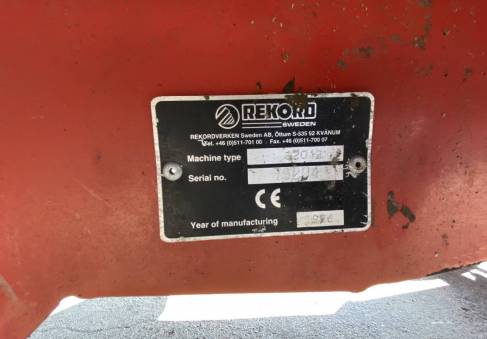 REKORD
SWEDEN
REKORDVERKEN Sweden AB, Öttum S-535 92 KVÄNUM
Tel. +46 (0)511-701 00 Fax. +46 (0)511-700 07
Machine type
Serial no.
CE
Year of manufacturing